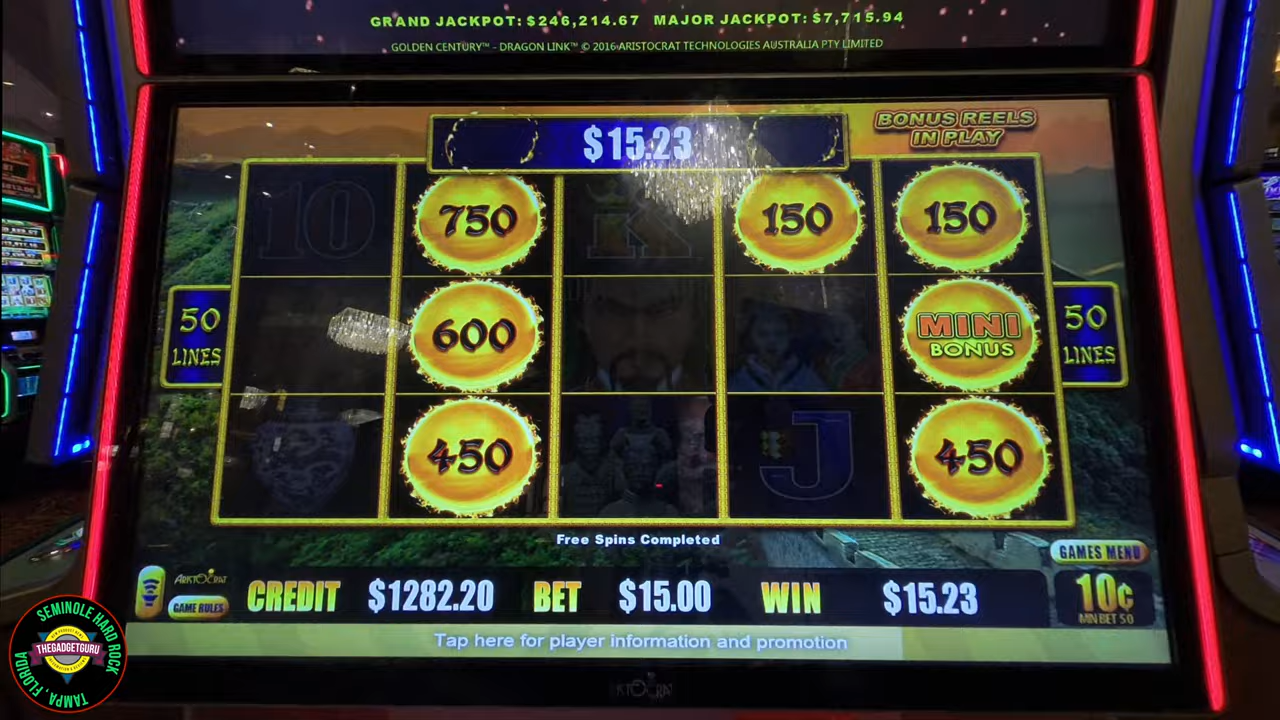 GRAND JACKPOT: $246,214.67 MAJOR JACKPOT: $7,715.94
GOLDEN CENTURY™ - DRAGON LINK™ © 2016 ARISTOCRAT TECHNOLOGIES AUSTRALIA PTY LIMITED
$15.23
BONUS REELS
IN PLAY
10
750
K
150
150
50
LINES
600
MINI
BONUS
50
LINES
450
J
450
Free Spins Completed
GAMES MENU
ARISTOCRAT
GAME RULES
CREDIT $1282.20 BET $15.00 WIN $15.23
10¢
MIN BET 50
Tap here for player information and promotion
SEMINOLE HARD ROCK
THEGADGETGURU
TAMPA, FLORIDA